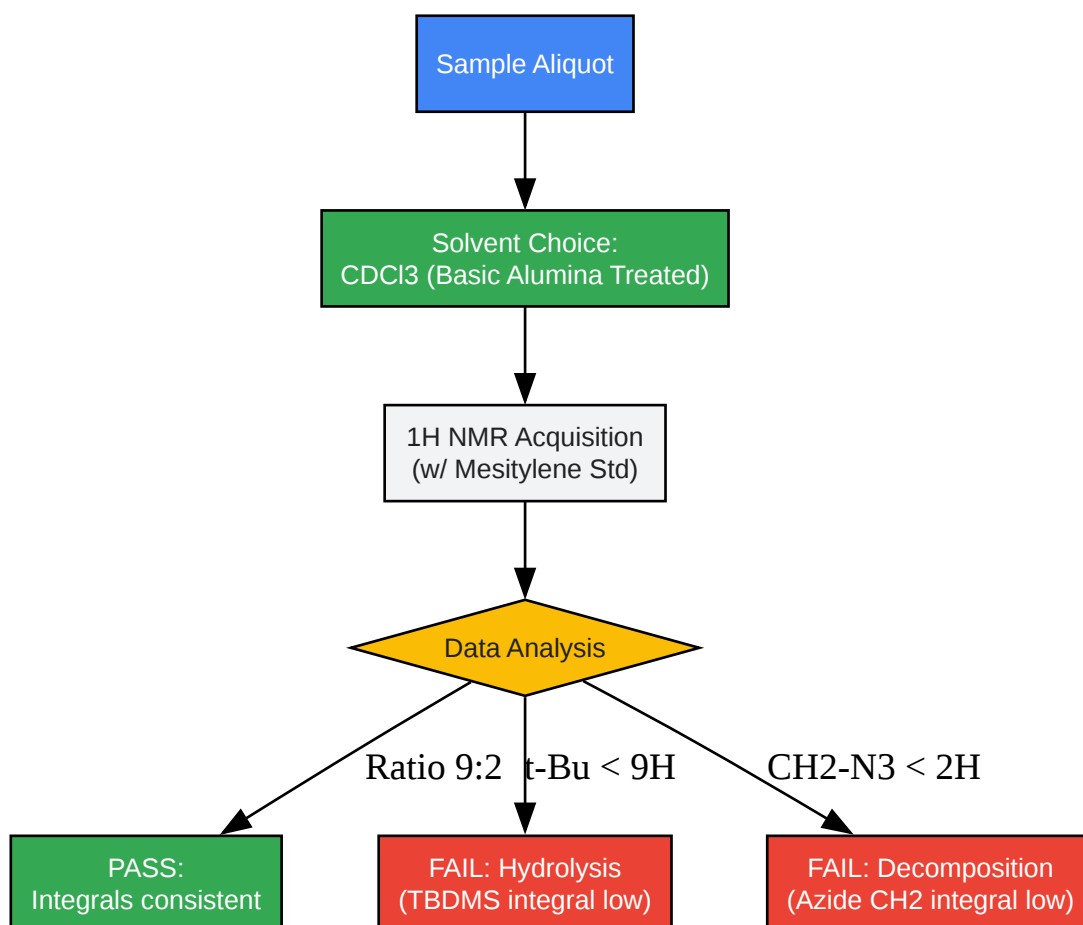 Sample Aliquot
Solvent Choice:
CDCl3 (Basic Alumina Treated)
1H NMR Acquisition
(w/ Mesitylene Std)
Data Analysis
Ratio 9:2
t-Bu < 9H
CH2-N3 < 2H
PASS:
Integrals consistent
FAIL: Hydrolysis
(TBDMS integral low)
FAIL: Decomposition
(Azide CH2 integral low)